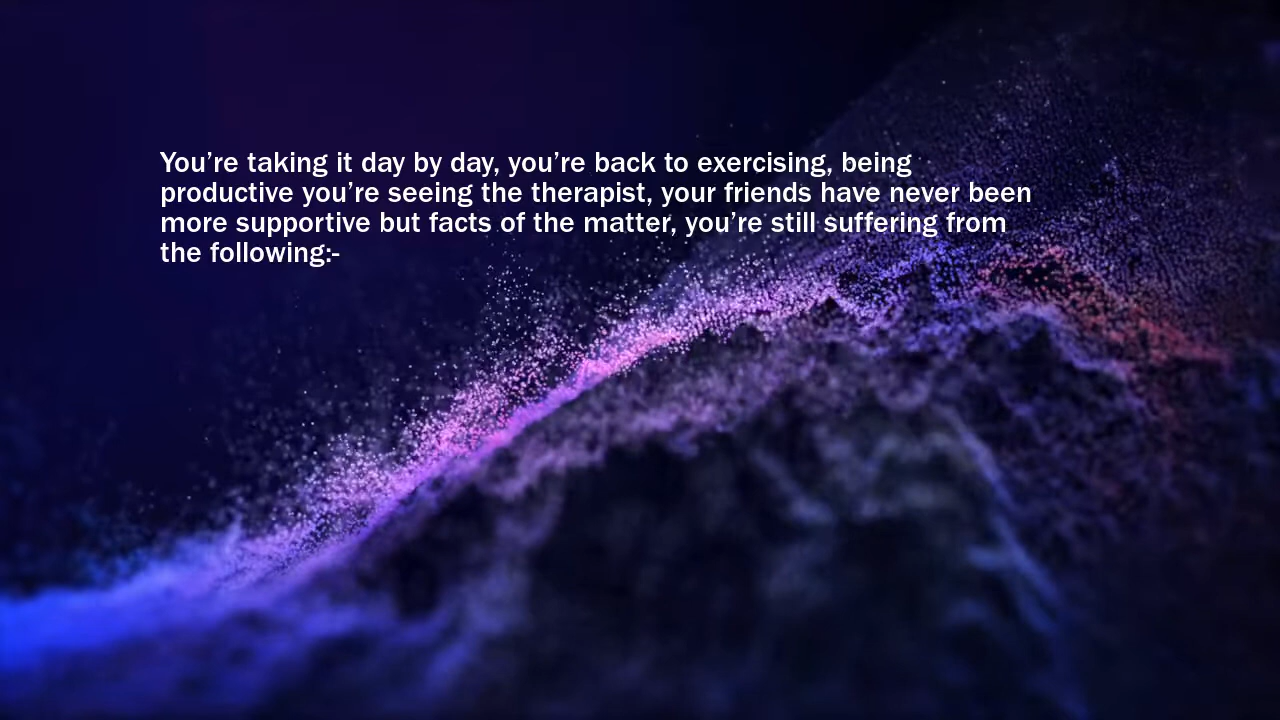 You’re taking it day by day, you’re back to exercising, being
productive you’re seeing the therapist, your friends have never been
more supportive but facts of the matter, you’re still suffering from
the following:-